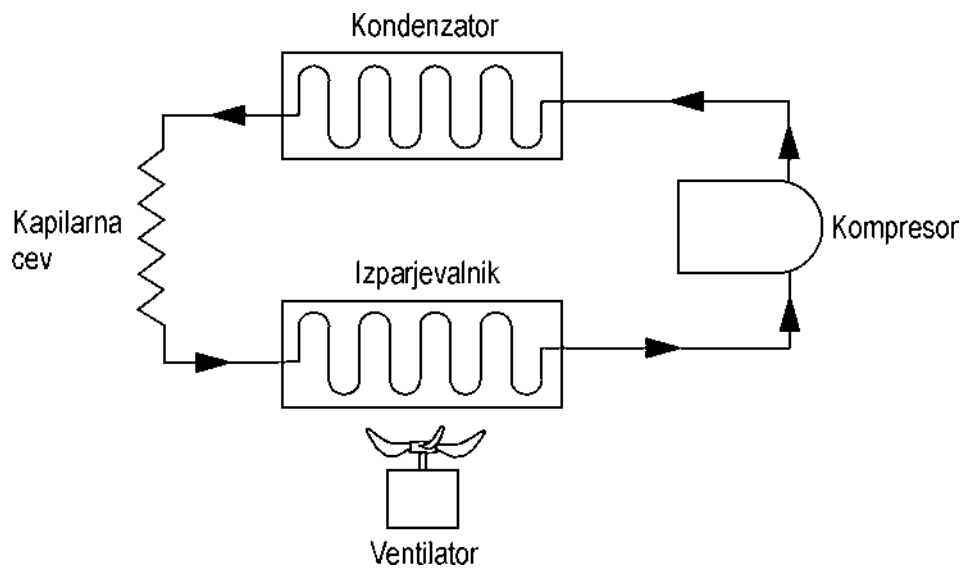 Kondenzator
Kapilarna
cev
Kompresor
Izparjevalnik
Ventilator